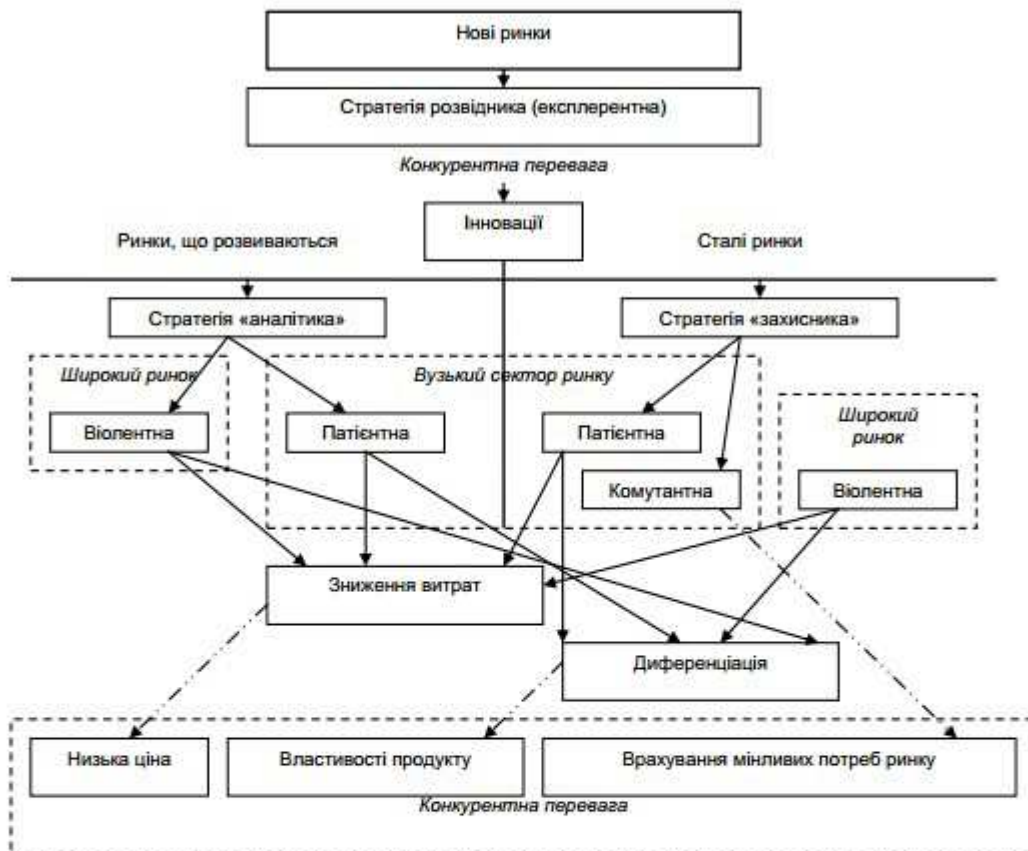 Нові ринки
Стратегія розвідника (експлерентна)
Конкурентна перевага
Інновації
Ринки, що розвиваються
Сталі ринки
Стратегія «аналітика»
Стратегія «захисника»
Широкий ринок
Вузький сектор ринку
Широкий
ринок
Віолентна
Патієнтна
Патієнтна
Комутантна
Віолентна
Зниження витрат
Диференціація
Низька ціна
Властивості продукту
Врахування мінливих потреб ринку
Конкурентна перевага